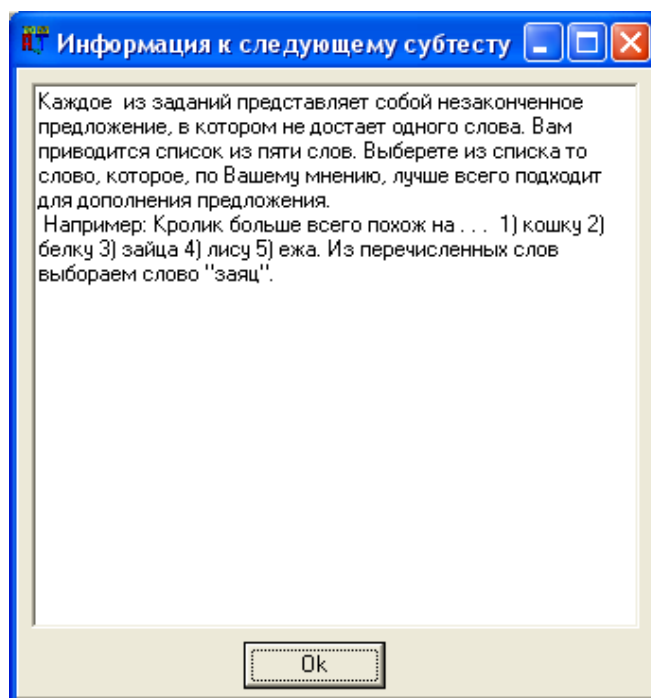 Информация к следующему субтесту
Каждое из заданий представляет собой незаконченное
предложение, в котором не достает одного слова. Вам
приводится список из пяти слов. Выберете из списка то
слово, которое, по Вашему мнению, лучше всего подходит
для дополнения предложения.
Например: Кролик больше всего похож на . . . 1) кошку 2)
белку 3) зайца 4) лису 5) ежа. Из перечисленных слов
выбораем слово "заяц".
Ok